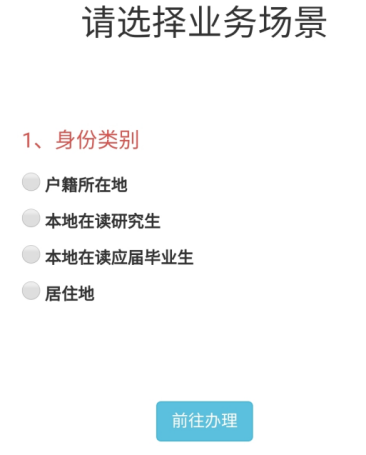 请选择业务场景
1、身份类别
户籍所在地
本地在读研究生
本地在读应届毕业生
居住地
前往办理